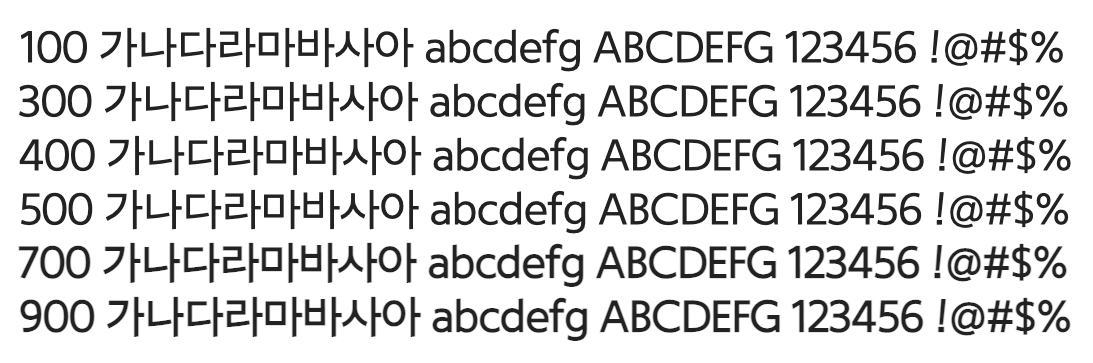 100 가나다라마바사아 abcdefg ABCDEFG 123456 !@#$%
300 가나다라마바사아 abcdefg ABCDEFG 123456 !@#$%
400 가나다라마바사아 abcdefg ABCDEFG 123456 !@#$%
500 가나다라마바사아 abcdefg ABCDEFG 123456 !@#$%
700 가나다라마바사아 abcdefg ABCDEFG 123456 !@#$%
900 가나다라마바사아 abcdefg ABCDEFG 123456 !@#$%